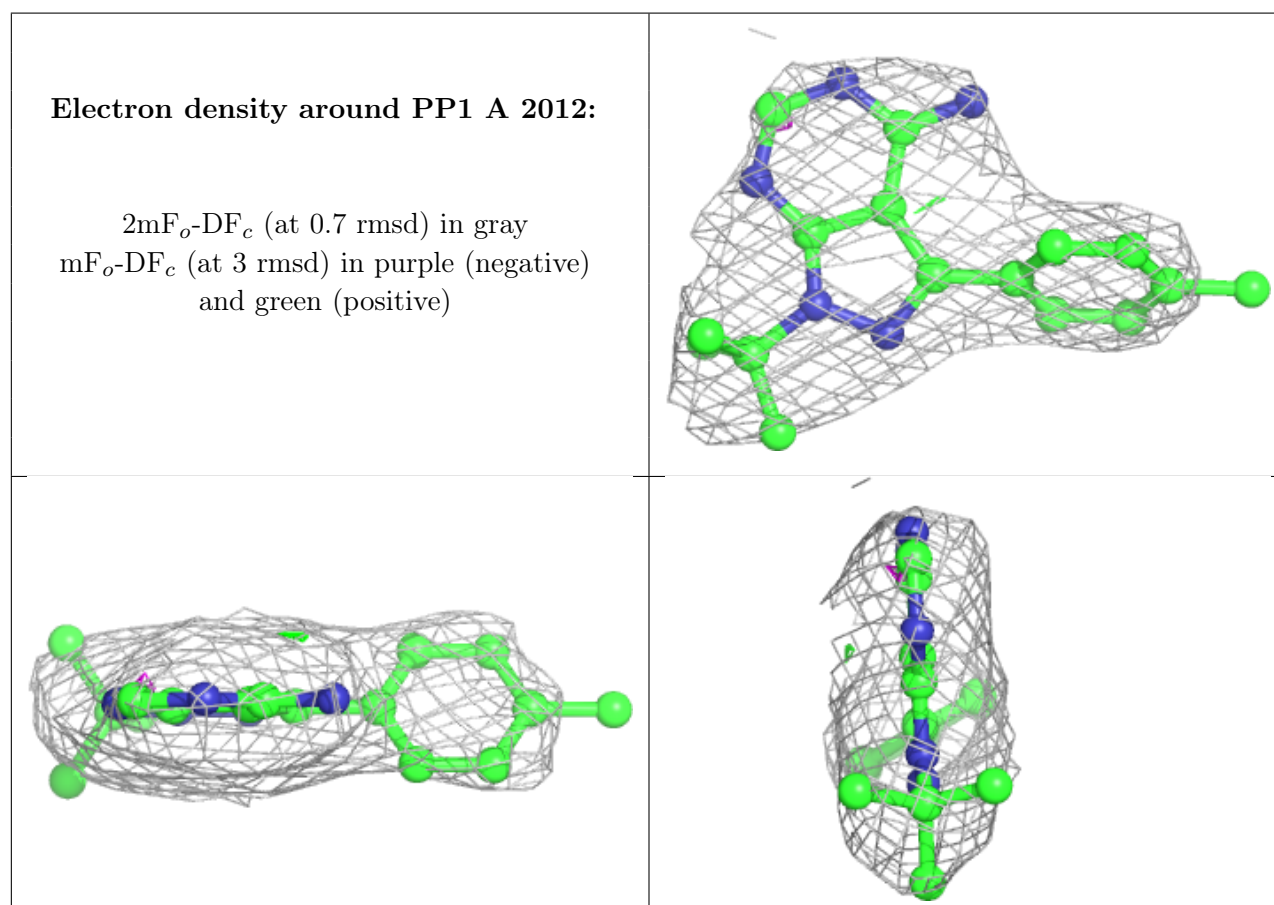 Electron density around PP1 A 2012:
2mFo-DFc (at 0.7 rmsd) in gray
mFo-DFc (at 3 rmsd) in purple (negative)
and green (positive)